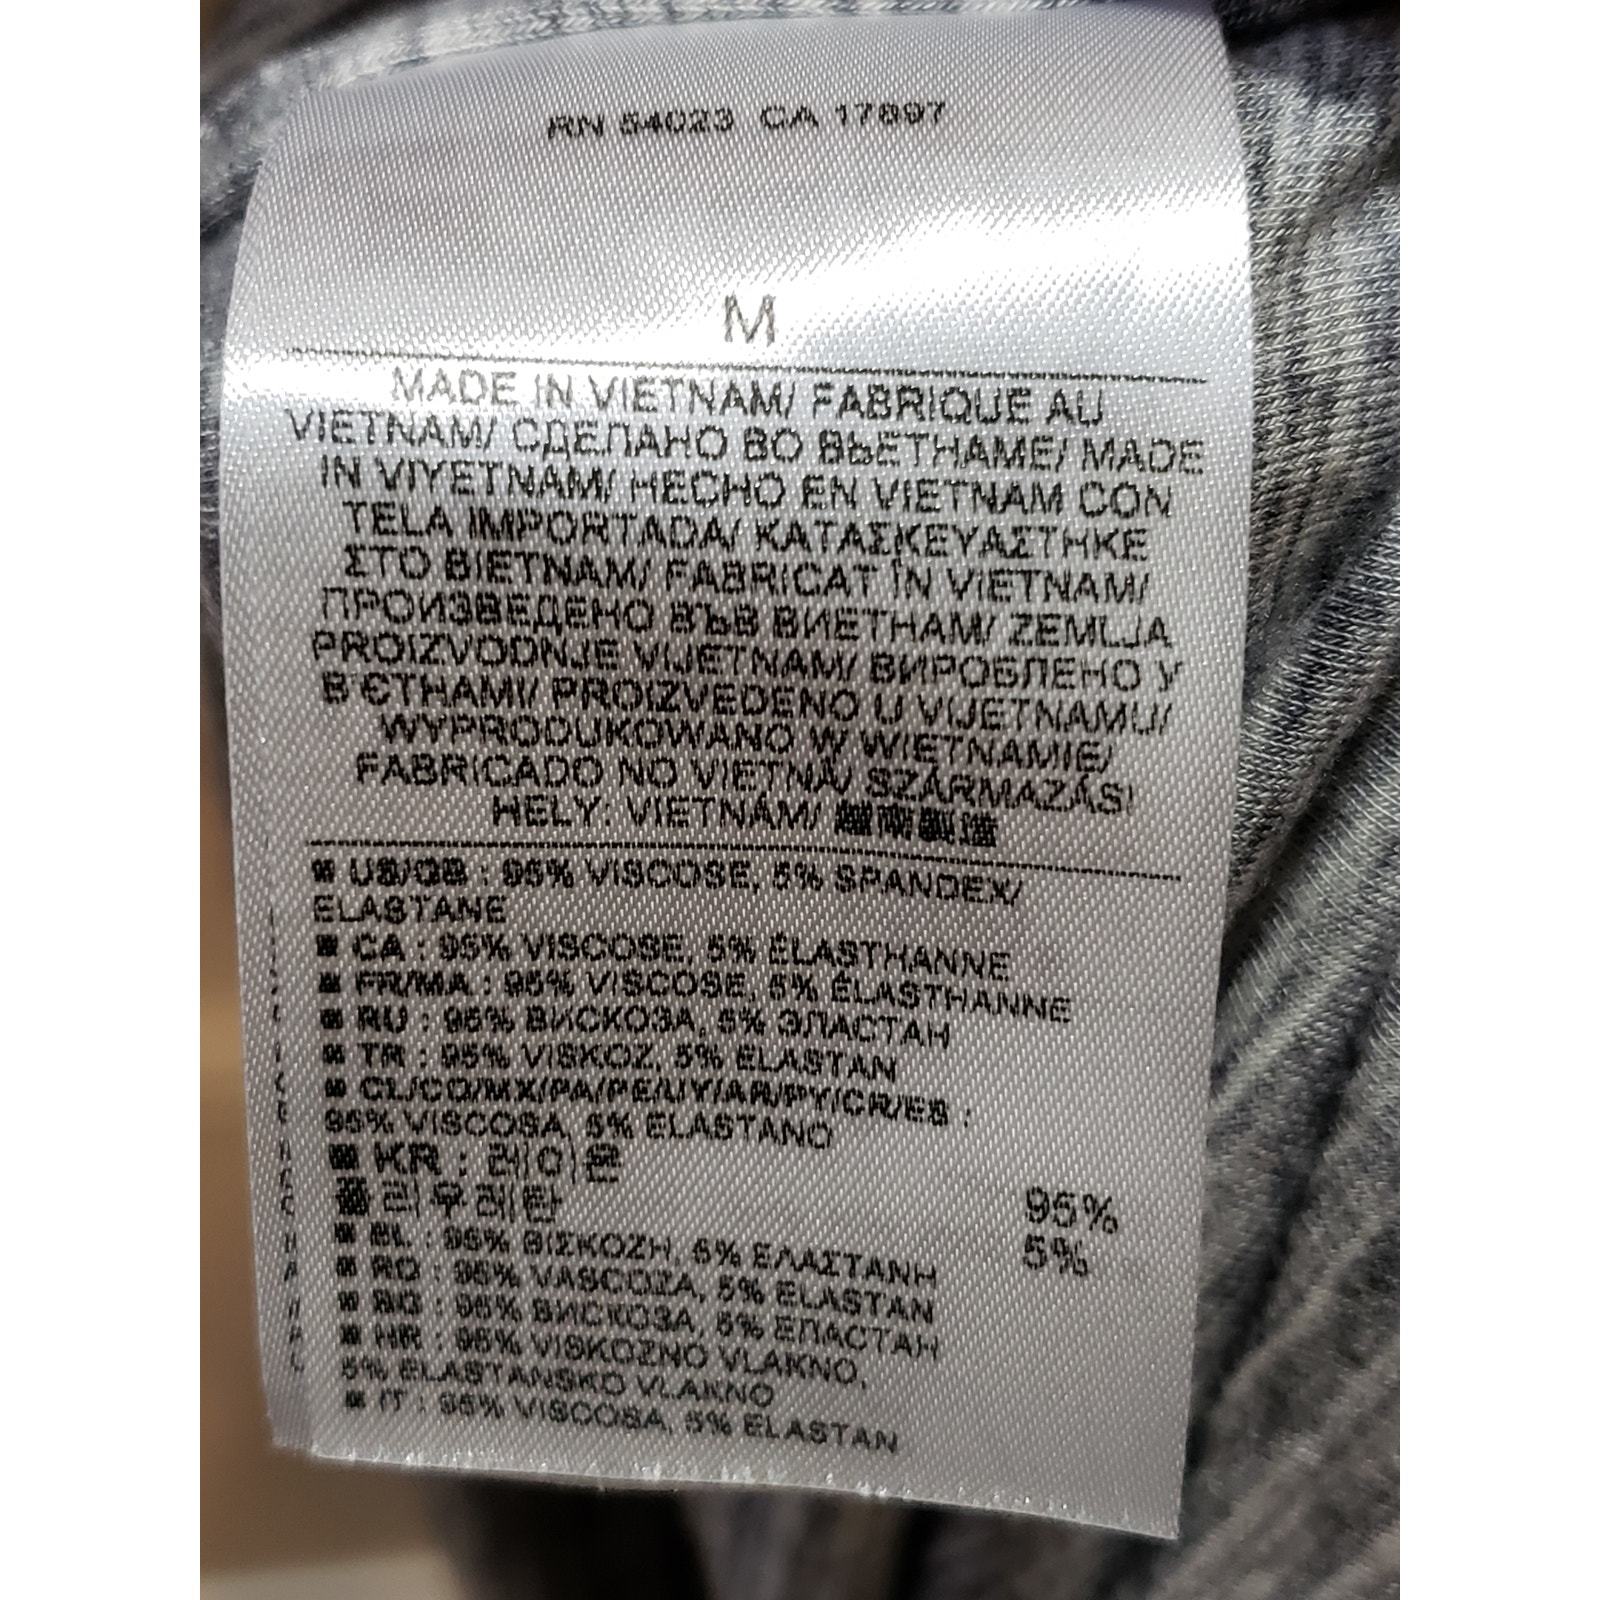 RN 54023 CA 17897
M
MADE IN VIETNAM/ FABRIQUE AU
VIETNAM/ СДЕЛАНО ВО ВЬЕТНАМЕ/ MADE
IN VIYETNAM/ HECHO EN VIETNAM CON
TELA IMPORTADA/ ΚΑΤΑΣΚΕΥΑΣΤΗΚΕ
ΣΤΟ ΒΙΕΤΝΑΜ/ FABRICAT ÎN VIETNAM/
ПРОИЗВЕДЕНО ВЪВ ВИЕТНАМ/ ZEMLJA
PROIZVODNJE VIJETNAM/ ВИРОБЛЕНО У
В'ЄТНАМІ/ PROIZVEDENO U VIJETNAMU/
WYPRODUKOWANO W WIETNAMIE/
FABRICADO NO VIETNÃ/ SZÁRMAZÁSI
HELY: VIETNÁM/ 越南製造
US/GB : 95% VISCOSE, 5% SPANDEX/
ELASTANE
CA : 95% VISCOSE, 5% ÉLASTHANNE
FR/MA : 95% VISCOSE, 5% ÉLASTHANNE
RU : 95% ВИСКОЗА, 5% ЭЛАСТАН
TR : 95% VISKOZ, 5% ELASTAN
CL/CO/MX/PA/PE/UY/AR/PY/CR/ES :
95% VISCOSA, 5% ELASTANO
KR : 레이온 95%
폴리우레탄 5%
EL : 95% ΒΙΣΚΟΖΗ, 5% ΕΛΑΣΤΑΝΗ
RO : 95% VASCOZA, 5% ELASTAN
BG : 95% ВИСКОЗА, 5% ЕЛАСТАН
HR : 95% VISKOZNO VLAKNO,
5% ELASTANSKO VLAKNO
IT : 95% VISCOSA, 5% ELASTAN